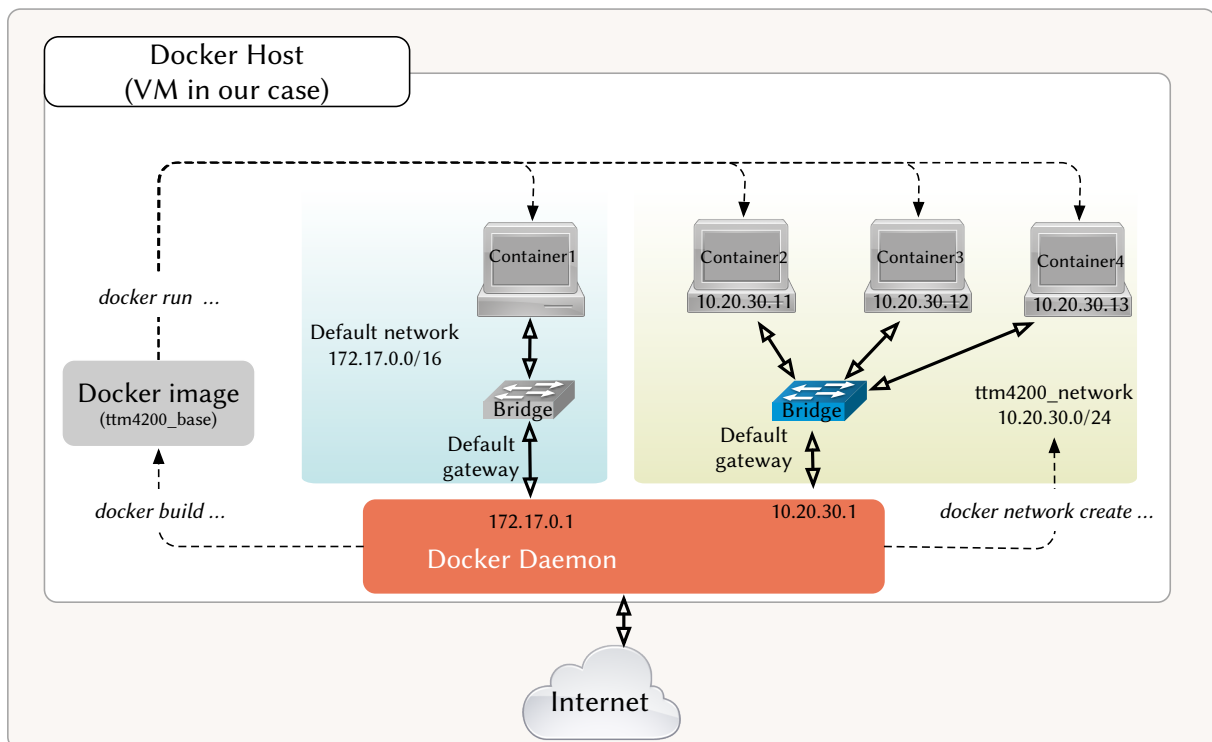 Docker Host
(VM in our case)
docker run ...
Container1
Container2
Container3
Container4
10.20.30.11
10.20.30.12
10.20.30.13
Default network
172.17.0.0/16
Docker image
(ttm4200_base)
Bridge
Bridge
ttm4200_network
10.20.30.0/24
Default
gateway
Default
gateway
docker build ...
172.17.0.1
10.20.30.1
docker network create ...
Docker Daemon
Internet